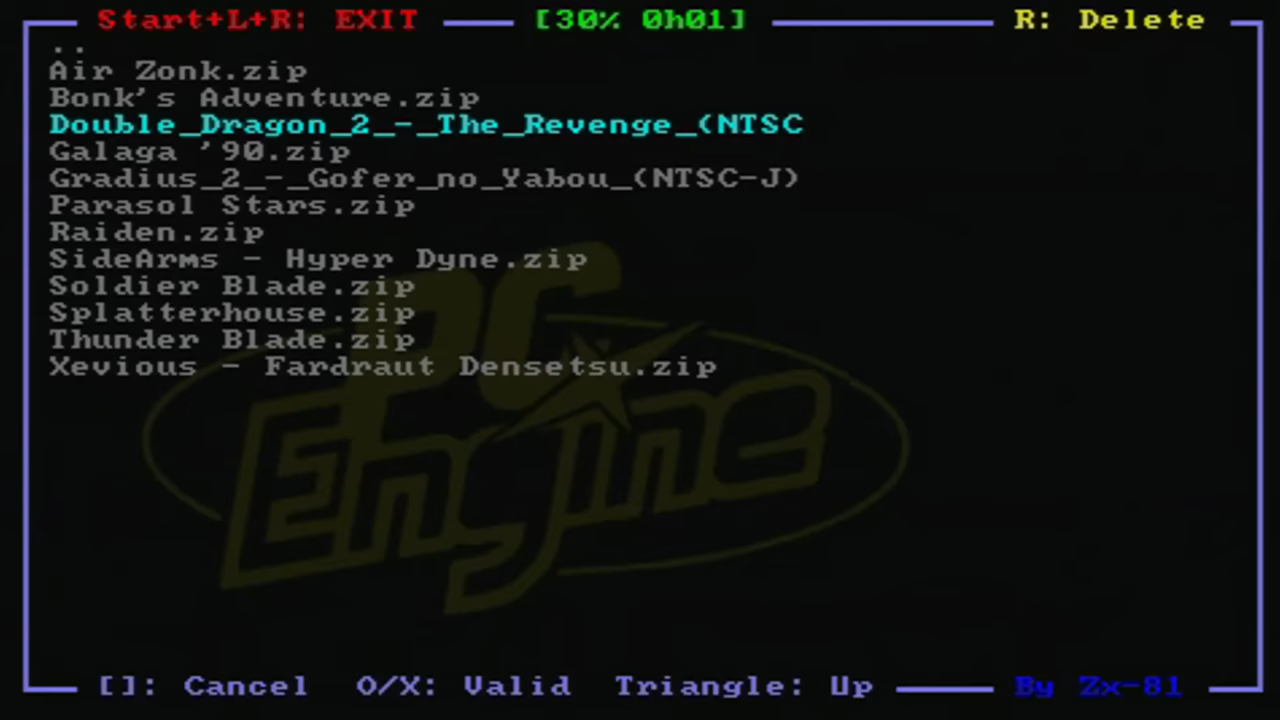 Start+L+R: EXIT [30% 0h01] R: Delete
..
Air Zonk.zip
Bonk's Adventure.zip
Double_Dragon_2_-_The_Revenge_(NTSC
Galaga '90.zip
Gradius_2_-_Gofer_no_Yabou_(NTSC-J)
Parasol Stars.zip
Raiden.zip
SideArms - Hyper Dyne.zip
Soldier Blade.zip
Splatterhouse.zip
Thunder Blade.zip
Xevious - Fardraut Densetsu.zip
PC
Engine
[]: Cancel O/X: Valid Triangle: Up By Zx-81